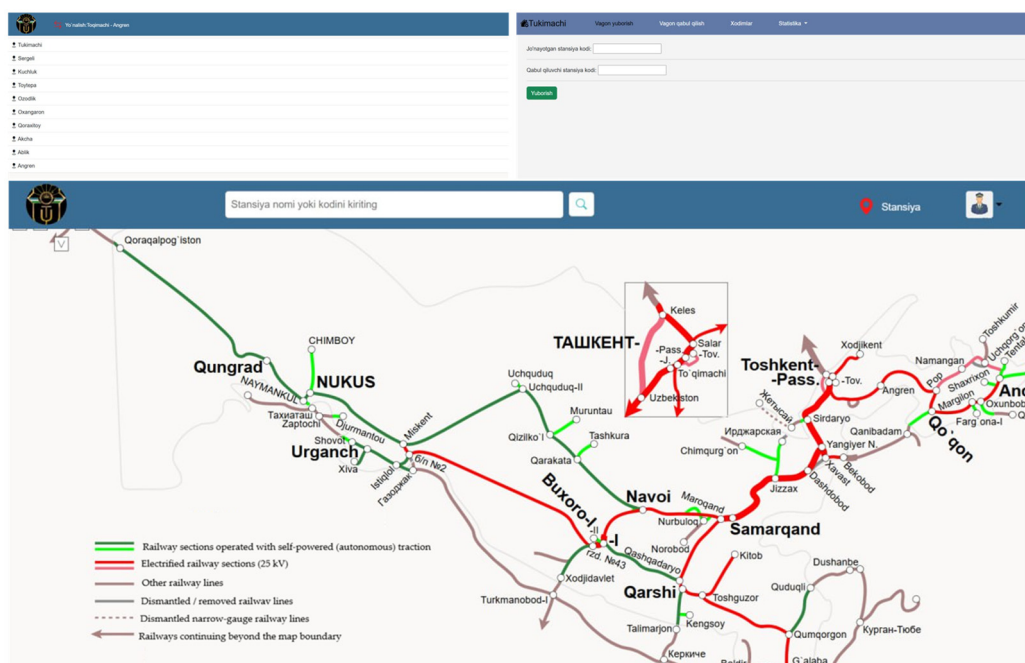 Yo`nalish:Toqimachi - Angren
Tukimachi
Sergeli
Kuchluk
Toytepa
Ozodlik
Oxangaron
Qoraxitoy
Akcha
Ablik
Angren
Tukimachi
Vagon yuborish
Vagon qabul qilish
Xodimlar
Statistika
Jo'nayotgan stansiya kodi:
Qabul qiluvchi stansiya kodi:
Yuborish
Stansiya nomi yoki kodini kiriting
Stansiya
V
Qoraqalpog`iston
CHIMBOY
Qungrad
NAYMANKUL
NUKUS
Тахиаташ
Zaptochi
Djurmantou
Shovot
Urganch
Xiva
Istiqlol
Газоджак
б/п №2
Miskent
Uchquduq
Uchquduq-II
Muruntau
Qizilko`l
Tashkura
Qarakata
ТАШКЕНТ-
Keles
Salar
-Pass.
-Tov.
-J.
To`qimachi
Uzbekiston
Toshkent-
-Pass.
-Tov.
Xodjikent
Angren
Жетысай
Sirdaryo
Ирджарская
Chimqurg`on
Yangiyer N.
Xavast
Bekobod
Dashdobod
Jizzax
Qanibadam
Namangan
Pop
Shaxrixon
Uchqorg`on
Toshkumir
Margilon
Qo`qon
Farg`ona-I
Oxunbob
Buxoro-I
-II
-I
rzd. №43
Navoi
Maroqand
Nurbuloq
Norobod
Samarqand
Qashqadaryo
Qarshi
Kitob
Toshguzor
Kengsoy
Talimarjon
Керкиче
Xodjidavlet
Turkmanobod-I
Dushanbe
Quduqli
Qumqorgon
Курган-Тюбе
G`alaba
Railway sections operated with self-powered (autonomous) traction
Electrified railway sections (25 kV)
Other railway lines
Dismantled / removed railway lines
Dismantled narrow-gauge railway lines
Railways continuing beyond the map boundary